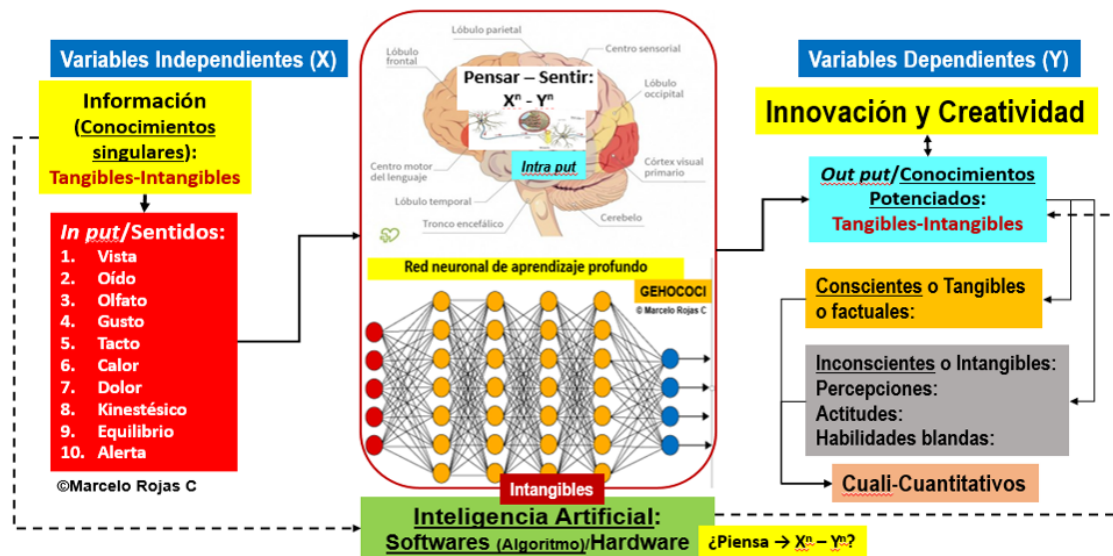 Variables Independientes (X)
Información
(Conocimientos
singulares):
Tangibles-Intangibles
In put/Sentidos:
1. Vista
2. Oído
3. Olfato
4. Gusto
5. Tacto
6. Calor
7. Dolor
8. Kinestésico
9. Equilibrio
10. Alerta
©Marcelo Rojas C
Lóbulo parietal
Lóbulo
frontal
Centro sensorial
Pensar – Sentir:
Xⁿ - Yⁿ
Lóbulo
occipital
Intra put
Centro motor
del lenguaje
Córtex visual
primario
Lóbulo temporal
Tronco encefálico
Cerebelo
Red neuronal de aprendizaje profundo
GEHOCOCI
© Marcelo Rojas C
Intangibles
Inteligencia Artificial:
Softwares (Algoritmo)/Hardware
¿Piensa → Xⁿ – Yⁿ?
Variables Dependientes (Y)
Innovación y Creatividad
Out put/Conocimientos
Potenciados:
Tangibles-Intangibles
Conscientes o Tangibles
o factuales:
Inconscientes o Intangibles:
Percepciones:
Actitudes:
Habilidades blandas:
Cuali-Cuantitativos